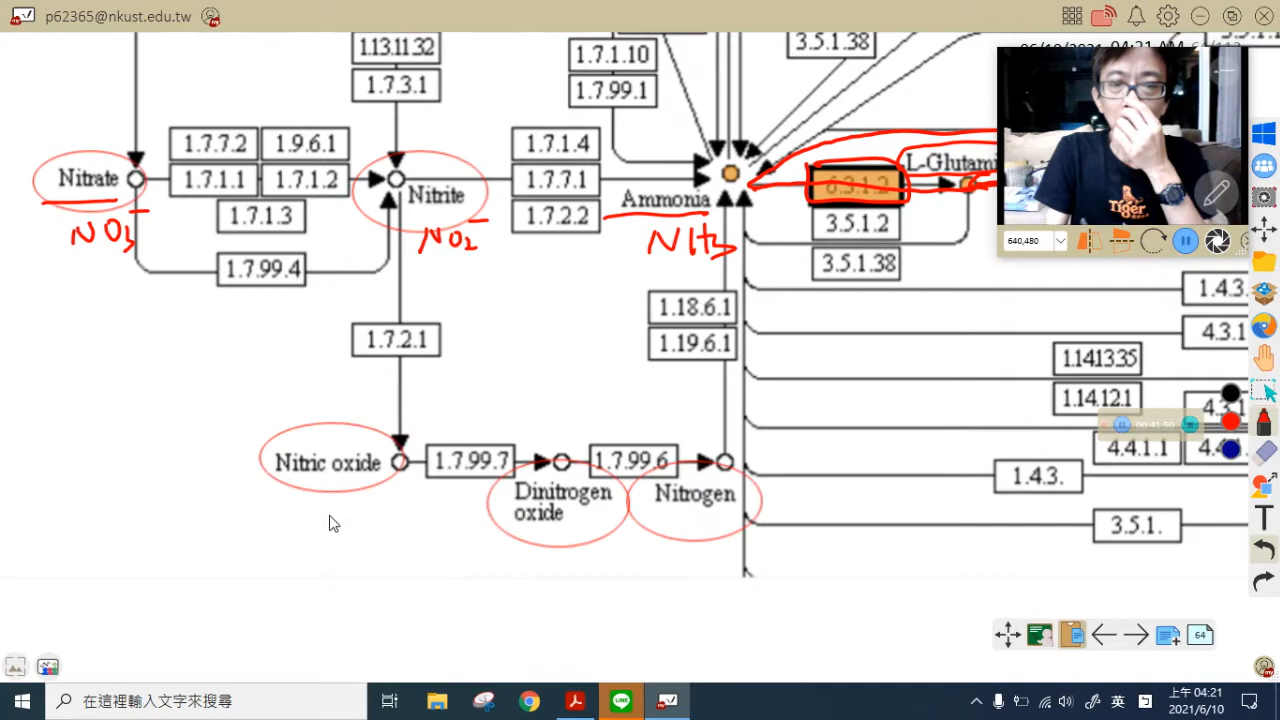 p62365@nkust.edu.tw
1.13.11.32
1.7.3.1
1.7.1.10
1.7.99.1
3.5.1.38
1.7.7.2
1.9.6.1
1.7.1.1
1.7.1.2
1.7.1.3
1.7.99.4
Nitrate
NO3-
Nitrite
NO2-
1.7.1.4
1.7.7.1
1.7.2.2
Ammonia
NH3
6.3.1.2
3.5.1.2
3.5.1.38
Tiger
640,480
1.7.2.1
1.18.6.1
1.19.6.1
1.4.3.
4.3.1
1.14.13.35
1.14.12.1
4.3.1
00:41:50
4.4.1.1
1.4.3.
3.5.1.
Nitric oxide
1.7.99.7
Dinitrogen
oxide
1.7.99.6
Nitrogen
64
在這裡輸入文字來搜尋
英
上午 04:21
2021/6/10